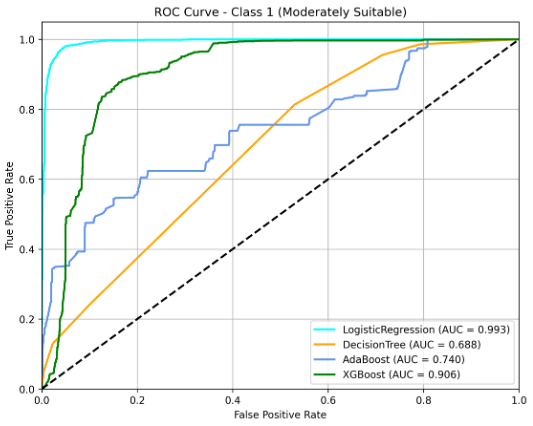 ROC Curve - Class 1 (Moderately Suitable)
1.0
0.8
0.6
0.4
0.2
0.0
True Positive Rate
LogisticRegression (AUC = 0.993)
DecisionTree (AUC = 0.688)
AdaBoost (AUC = 0.740)
XGBoost (AUC = 0.906)
0.0 0.2 0.4 0.6 0.8 1.0
False Positive Rate